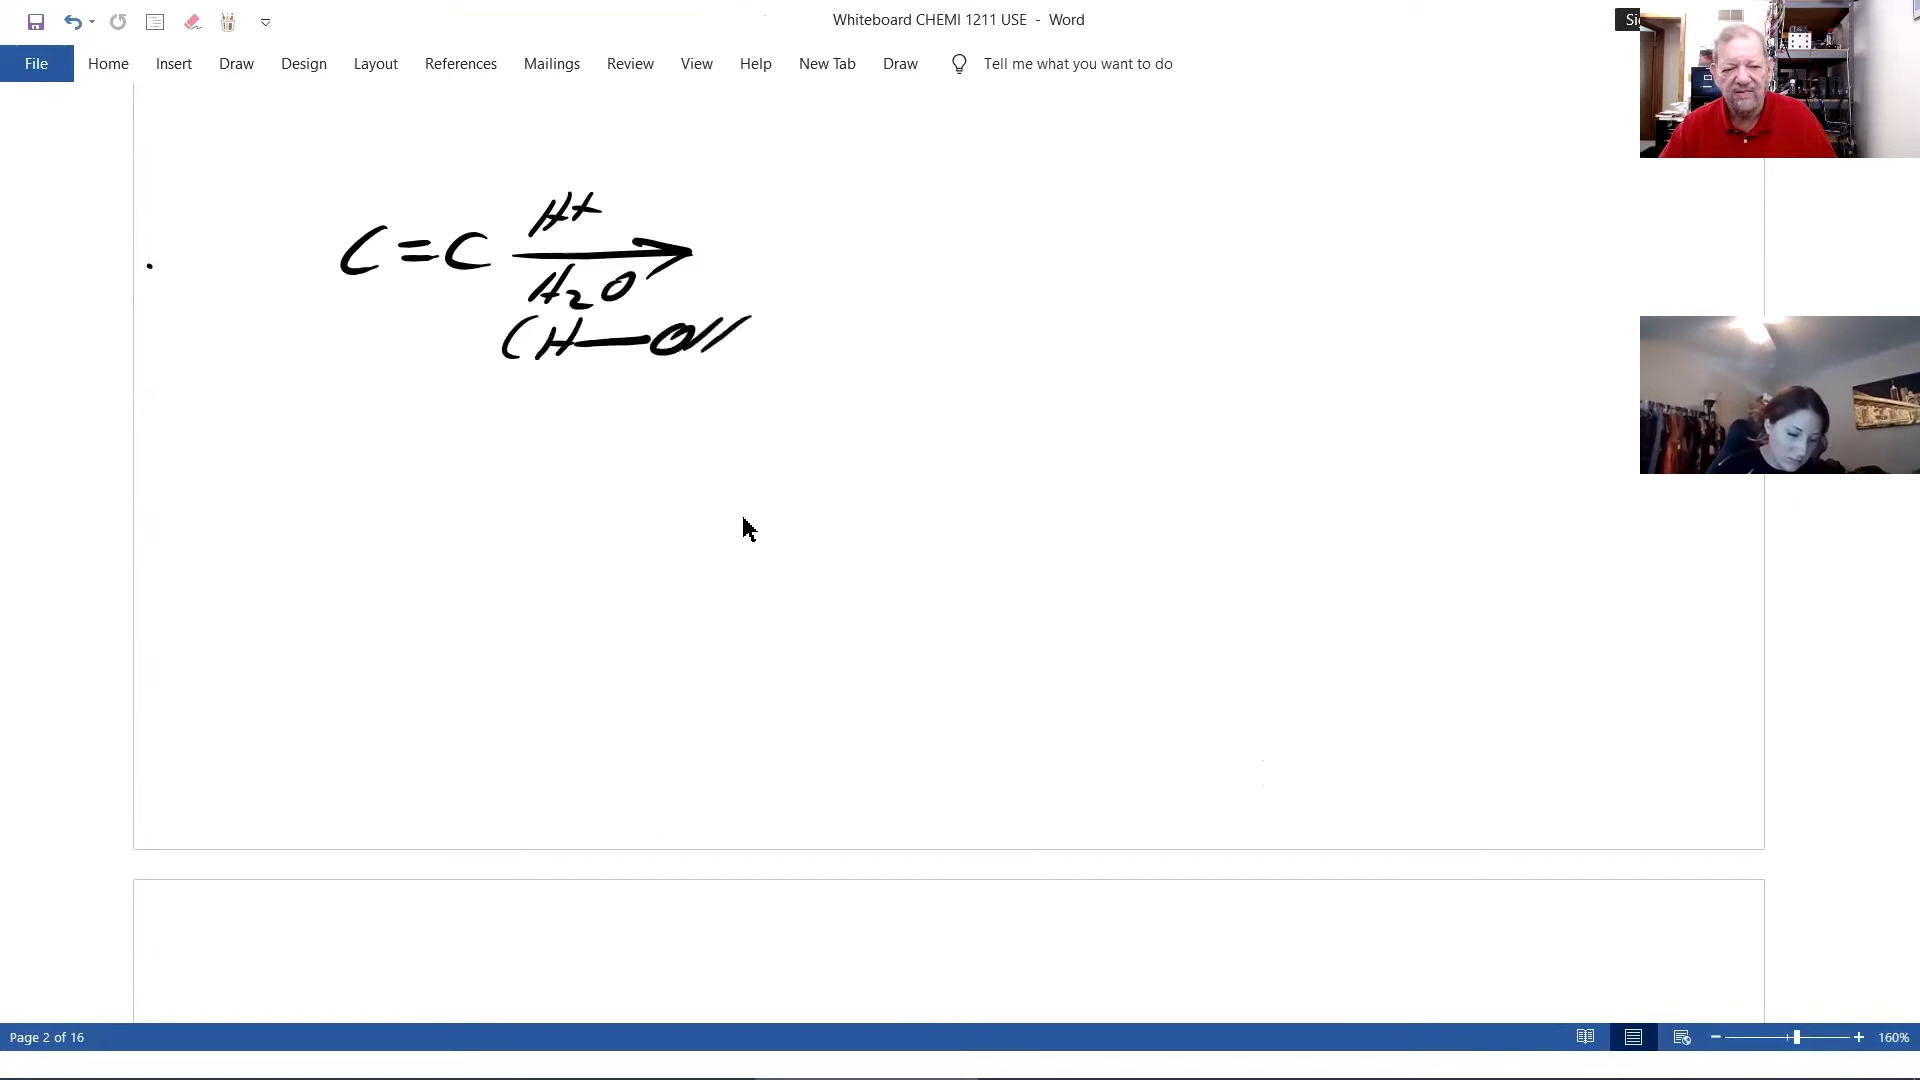 Whiteboard CHEMI 1211 USE - Word
Si
File Home Insert Draw Design Layout References Mailings Review View Help New Tab Draw Tell me what you want to do
H+
C=C
H2O
(H—OH
Page 2 of 16
160%